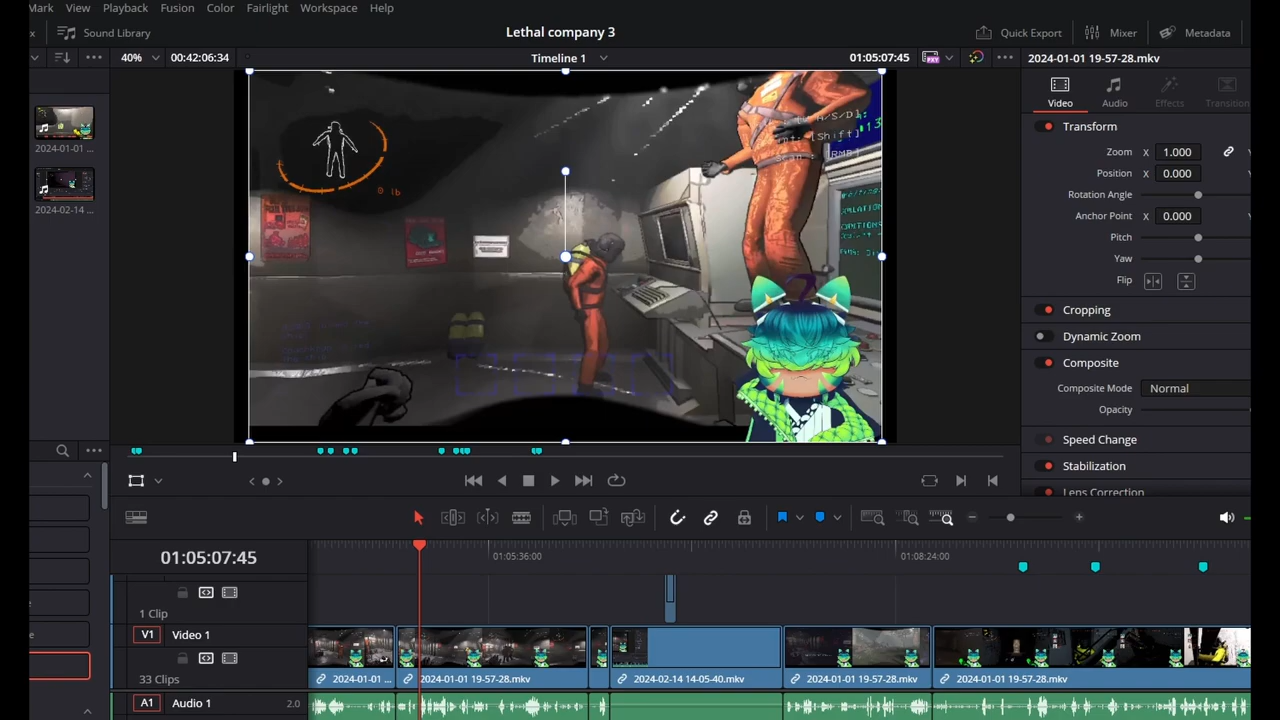 Mark View Playback Fusion Color Fairlight Workspace Help
Sound Library Lethal company 3 Quick Export Mixer Metadata
40% 00:42:06:34 Timeline 1 01:05:07:45 PXY 2024-01-01 19-57-28.mkv
Video Audio Effects Transition
2024-01-01 ...
2024-02-14 ...
Transform
Zoom X 1.000
Position X 0.000
Rotation Angle
Anchor Point X 0.000
Pitch
Yaw
Flip
Cropping
Dynamic Zoom
Composite
Composite Mode Normal
Opacity
Speed Change
Stabilization
Lens Correction
0 lb
[Shift]
[RMB]
01:05:07:45
01:05:36:00 01:08:24:00
1 Clip
V1 Video 1
33 Clips
2024-01-01 ... 2024-01-01 19-57-28.mkv 2024-02-14 14-05-40.mkv 2024-01-01 19-57-28.mkv 2024-01-01 19-57-28.mkv
A1 Audio 1 2.0